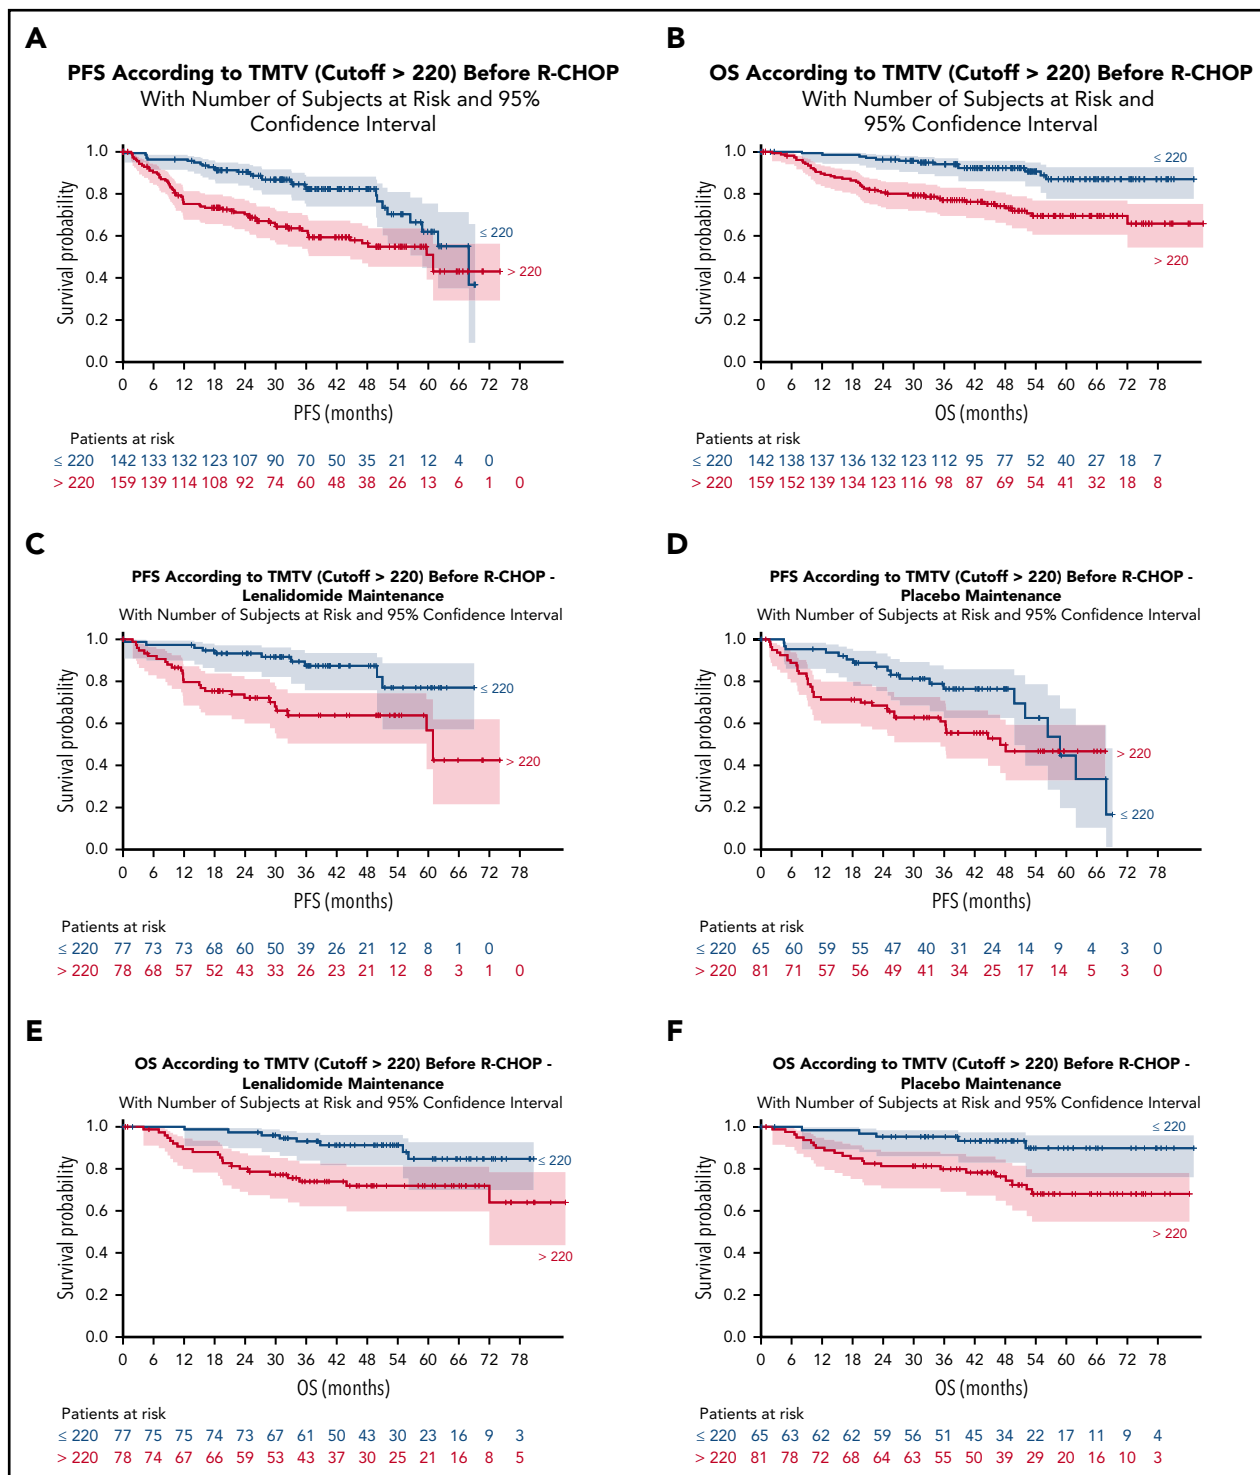 A
PFS According to TMTV (Cutoff > 220) Before R-CHOP
With Number of Subjects at Risk and 95%
Confidence Interval
Survival probability
1.0
0.8
0.6
0.4
0.2
0.0
≤ 220
> 220
0 6 12 18 24 30 36 42 48 54 60 66 72 78
PFS (months)
Patients at risk
≤ 220 142 133 132 123 107 90 70 50 35 21 12 4 0
> 220 159 139 114 108 92 74 60 48 38 26 13 6 1 0
B
OS According to TMTV (Cutoff > 220) Before R-CHOP
With Number of Subjects at Risk and
95% Confidence Interval
Survival probability
1.0
0.8
0.6
0.4
0.2
0.0
≤ 220
> 220
0 6 12 18 24 30 36 42 48 54 60 66 72 78
OS (months)
Patients at risk
≤ 220 142 138 137 136 132 123 112 95 77 52 40 27 18 7
> 220 159 152 139 134 123 116 98 87 69 54 41 32 18 8
C
PFS According to TMTV (Cutoff > 220) Before R-CHOP -
Lenalidomide Maintenance
With Number of Subjects at Risk and 95% Confidence Interval
Survival probability
1.0
0.8
0.6
0.4
0.2
0.0
≤ 220
> 220
0 6 12 18 24 30 36 42 48 54 60 66 72 78
PFS (months)
Patients at risk
≤ 220 77 73 73 68 60 50 39 26 21 12 8 1 0
> 220 78 68 57 52 43 33 26 23 21 12 8 3 1 0
D
PFS According to TMTV (Cutoff > 220) Before R-CHOP -
Placebo Maintenance
With Number of Subjects at Risk and 95% Confidence Interval
Survival probability
1.0
0.8
0.6
0.4
0.2
0.0
> 220
≤ 220
0 6 12 18 24 30 36 42 48 54 60 66 72 78
PFS (months)
Patients at risk
≤ 220 65 60 59 55 47 40 31 24 14 9 4 3 0
> 220 81 71 57 56 49 41 34 25 17 14 5 3 0
E
OS According to TMTV (Cutoff > 220) Before R-CHOP -
Lenalidomide Maintenance
With Number of Subjects at Risk and 95% Confidence Interval
Survival probability
1.0
0.8
0.6
0.4
0.2
0.0
≤ 220
> 220
0 6 12 18 24 30 36 42 48 54 60 66 72 78
OS (months)
Patients at risk
≤ 220 77 75 75 74 73 67 61 50 43 30 23 16 9 3
> 220 78 74 67 66 59 53 43 37 30 25 21 16 8 5
F
OS According to TMTV (Cutoff > 220) Before R-CHOP -
Placebo Maintenance
With Number of Subjects at Risk and 95% Confidence Interval
Survival probability
1.0
0.8
0.6
0.4
0.2
0.0
≤ 220
> 220
0 6 12 18 24 30 36 42 48 54 60 66 72 78
OS (months)
Patients at risk
≤ 220 65 63 62 62 59 56 51 45 34 22 17 11 9 4
> 220 81 78 72 68 64 63 55 50 39 29 20 16 10 3